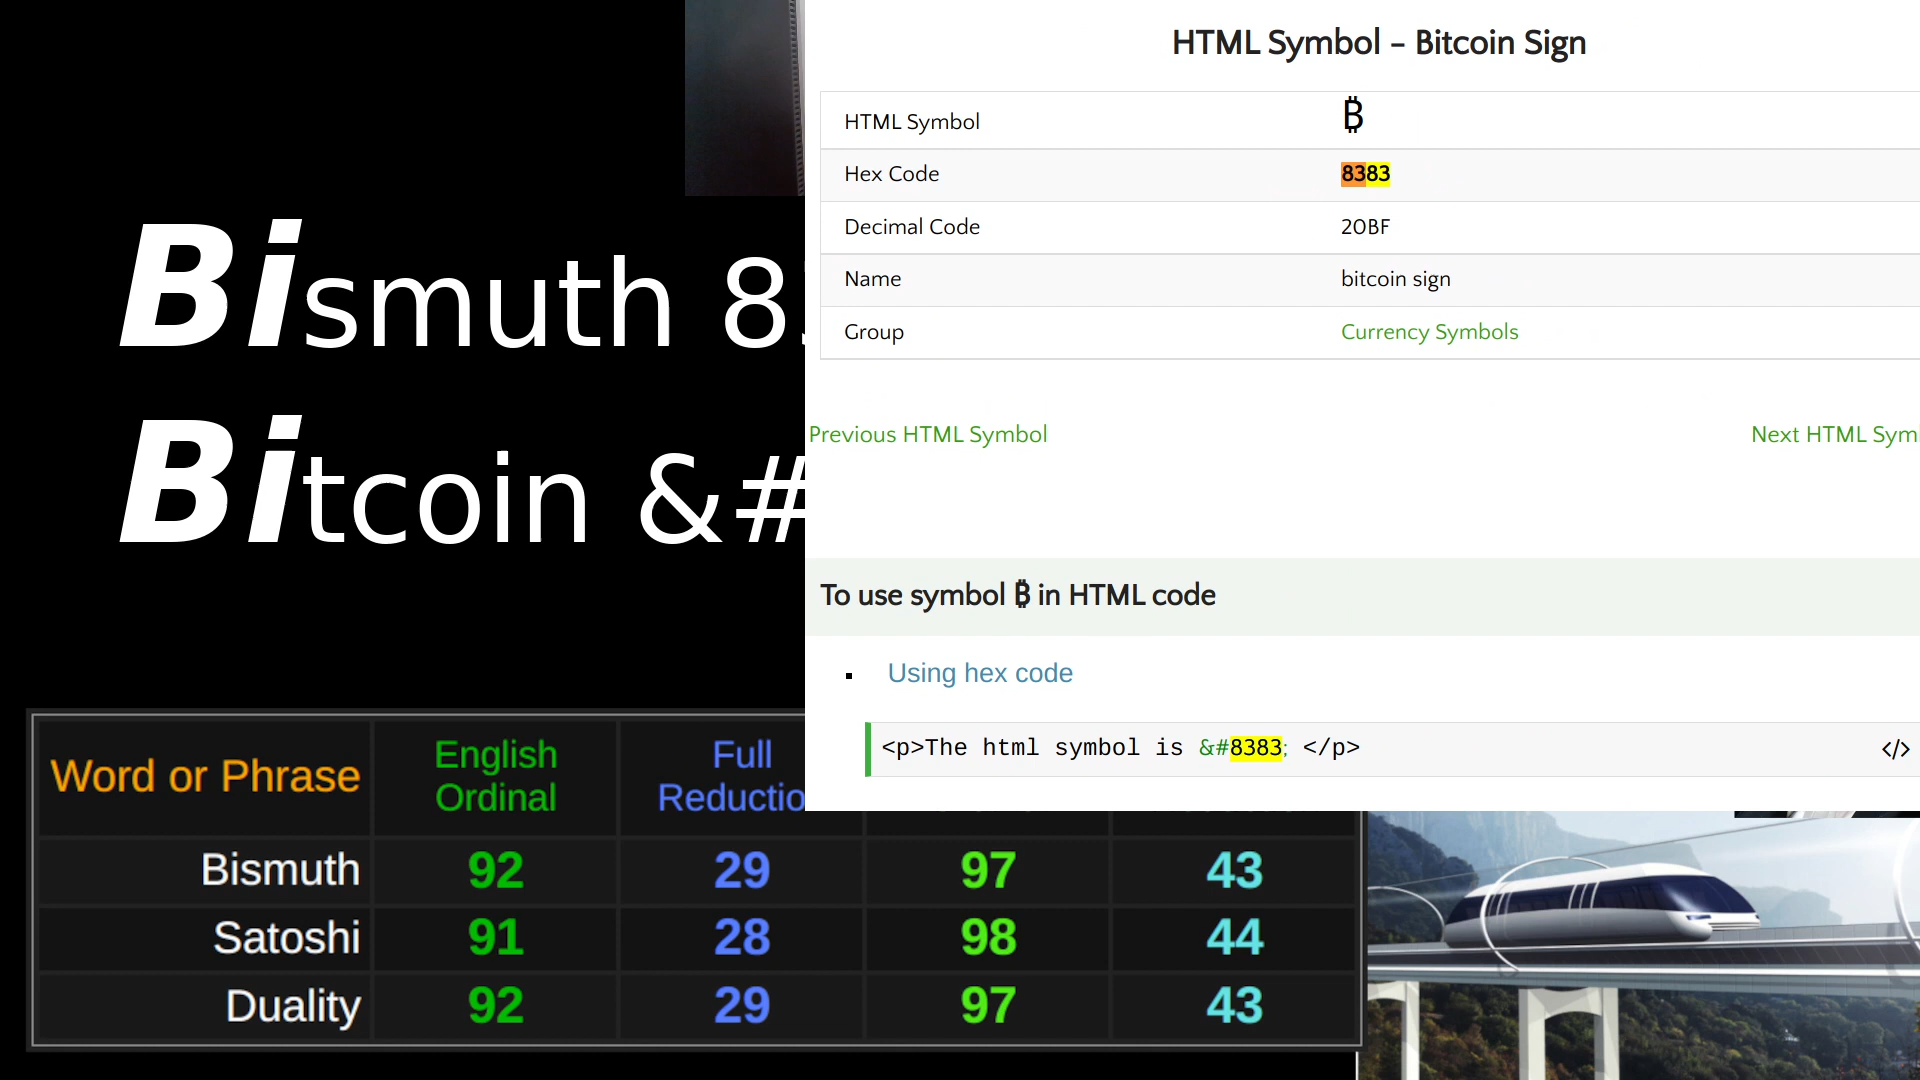 HTML Symbol – Bitcoin Sign
HTML Symbol ₿
Hex Code 8383
Decimal Code 20BF
Name bitcoin sign
Group Currency Symbols
Previous HTML Symbol
Next HTML
To use symbol ₿ in HTML code
Using hex code
<p>The html symbol is &#8383; </p>
</>
Bismuth 8
Bitcoin &#
Word or Phrase English Ordinal Full
Bismuth 92 29 97 43
Satoshi 91 28 98 44
Duality 92 29 97 43